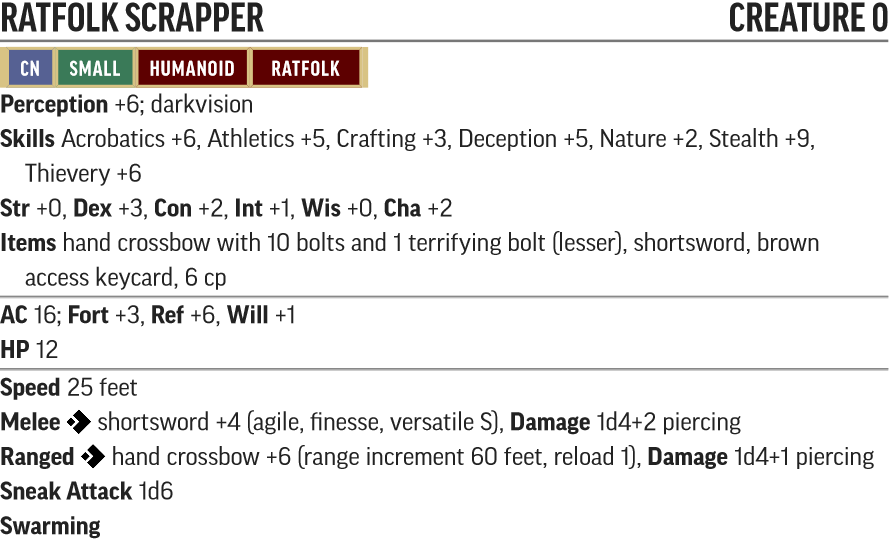 RATFOLK SCRAPPER CREATURE 0
CN SMALL HUMANOID RATFOLK
Perception +6; darkvision
Skills Acrobatics +6, Athletics +5, Crafting +3, Deception +5, Nature +2, Stealth +9,
Thievery +6
Str +0, Dex +3, Con +2, Int +1, Wis +0, Cha +2
Items hand crossbow with 10 bolts and 1 terrifying bolt (lesser), shortsword, brown
access keycard, 6 cp
AC 16; Fort +3, Ref +6, Will +1
HP 12
Speed 25 feet
Melee shortsword +4 (agile, finesse, versatile S), Damage 1d4+2 piercing
Ranged hand crossbow +6 (range increment 60 feet, reload 1), Damage 1d4+1 piercing
Sneak Attack 1d6
Swarming